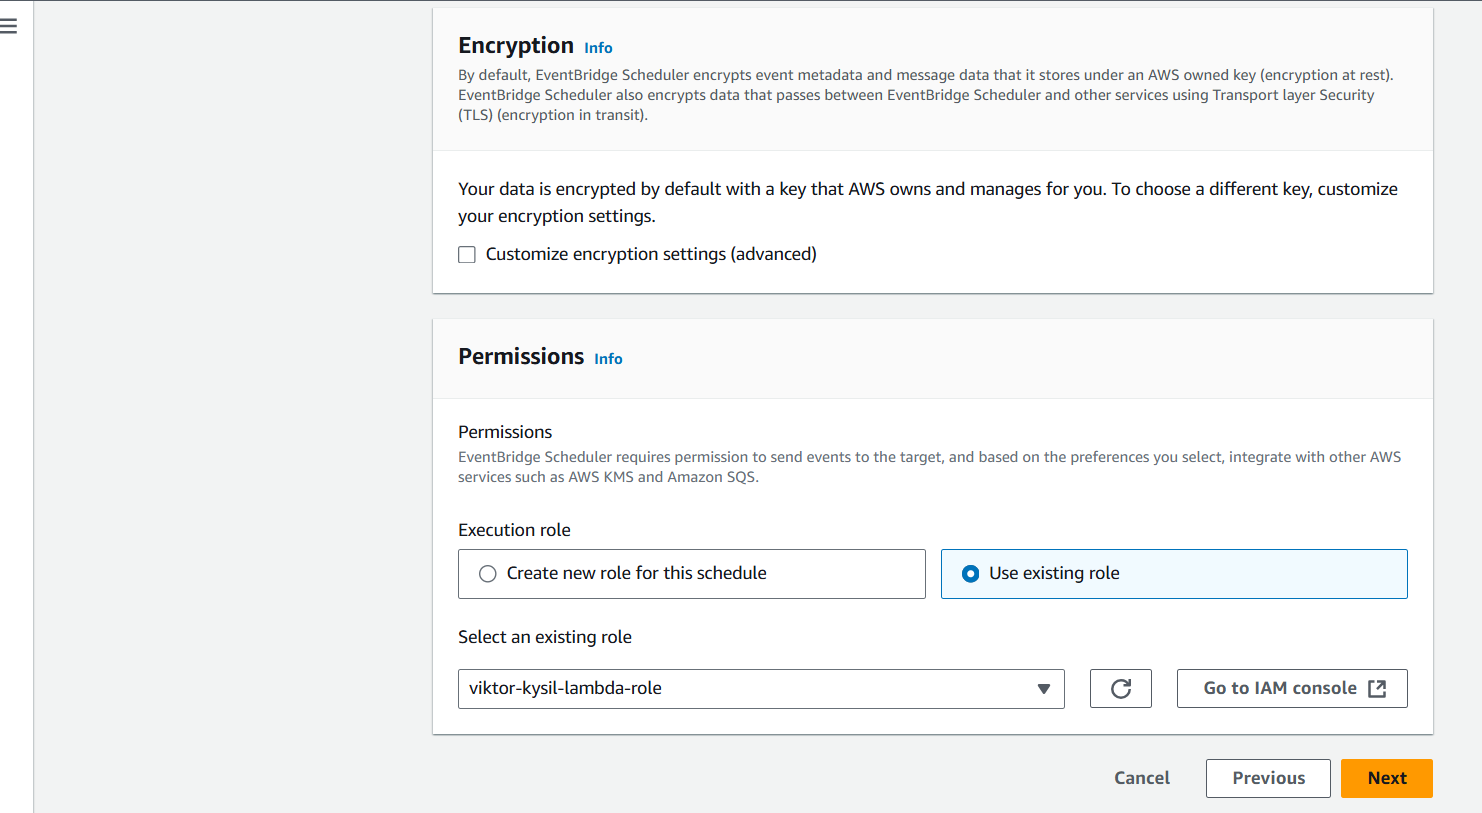 Encryption Info
By default, EventBridge Scheduler encrypts event metadata and message data that it stores under an AWS owned key (encryption at rest).
EventBridge Scheduler also encrypts data that passes between EventBridge Scheduler and other services using Transport layer Security
(TLS) (encryption in transit).
Your data is encrypted by default with a key that AWS owns and manages for you. To choose a different key, customize
your encryption settings.
Customize encryption settings (advanced)
Permissions Info
Permissions
EventBridge Scheduler requires permission to send events to the target, and based on the preferences you select, integrate with other AWS
services such as AWS KMS and Amazon SQS.
Execution role
Create new role for this schedule
Use existing role
Select an existing role
viktor-kysil-lambda-role
Go to IAM console
Cancel
Previous
Next